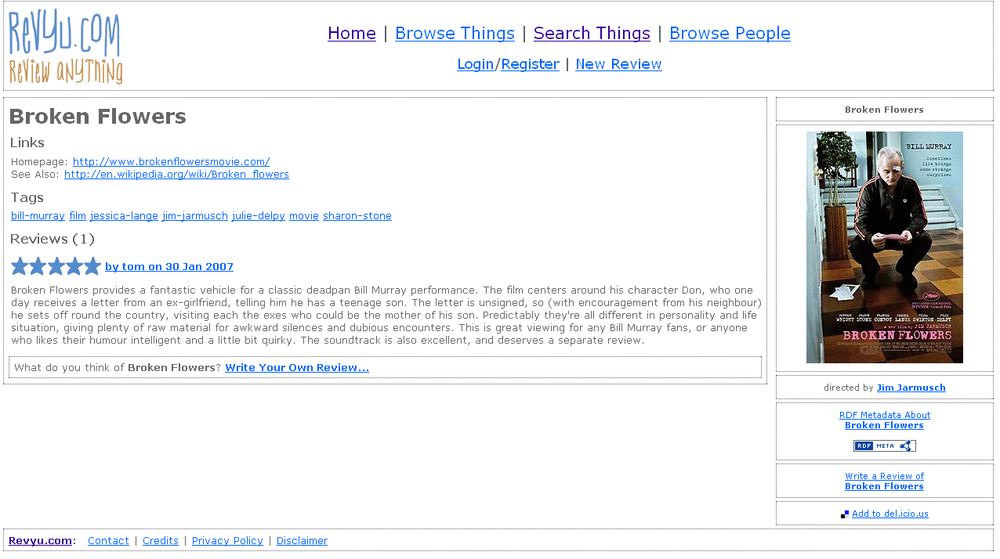 Revyu.com
Review anything
Home | Browse Things | Search Things | Browse People
Login/Register | New Review
Broken Flowers
Links
Homepage: http://www.brokenflowersmovie.com/
See Also: http://en.wikipedia.org/wiki/Broken_flowers
Tags
bill-murray film jessica-lange jim-jarmusch julie-delpy movie sharon-stone
Reviews (1)
by tom on 30 Jan 2007
Broken Flowers provides a fantastic vehicle for a classic deadpan Bill Murray performance. The film centers around his character Don, who one
day receives a letter from an ex-girlfriend, telling him he has a teenage son. The letter is unsigned, so (with encouragement from his neighbour)
he sets off round the country, visiting each the exes who could be the mother of his son. Predictably they're all different in personality and life
situation, giving plenty of raw material for awkward silences and dubious encounters. This is great viewing for any Bill Murray fans, or anyone
who likes their humour intelligent and a little bit quirky. The soundtrack is also excellent, and deserves a separate review.
What do you think of Broken Flowers? Write Your Own Review...
Broken Flowers
BILL MURRAY
Sometimes
life brings
some strange
surprises.
JEFFREY SHARON FRANCES JESSICA TILDA JULIE
WRIGHT STONE CONROY LANGE SWINTON DELPY
a new film by JIM JARMUSCH
BROKEN FLOWERS
directed by Jim Jarmusch
RDF Metadata About
Broken Flowers
RDF META
Write a Review of
Broken Flowers
Add to del.icio.us
Revyu.com: Contact | Credits | Privacy Policy | Disclaimer